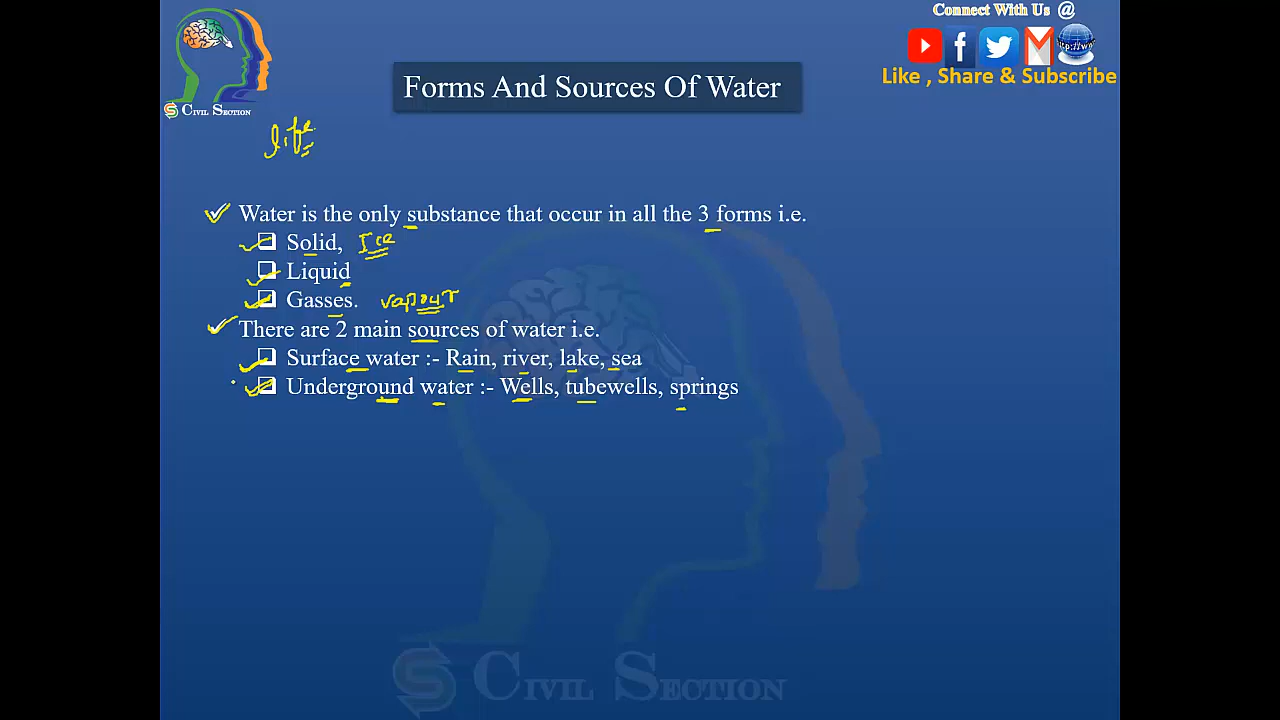 Connect With Us @
http://ww
Like , Share & Subscribe
CIVIL SECTION
Forms And Sources Of Water
life
Water is the only substance that occur in all the 3 forms i.e.
Solid, Ice
Liquid
Gasses. vapour
There are 2 main sources of water i.e.
Surface water :- Rain, river, lake, sea
Underground water :- Wells, tubewells, springs
CIVIL SECTION